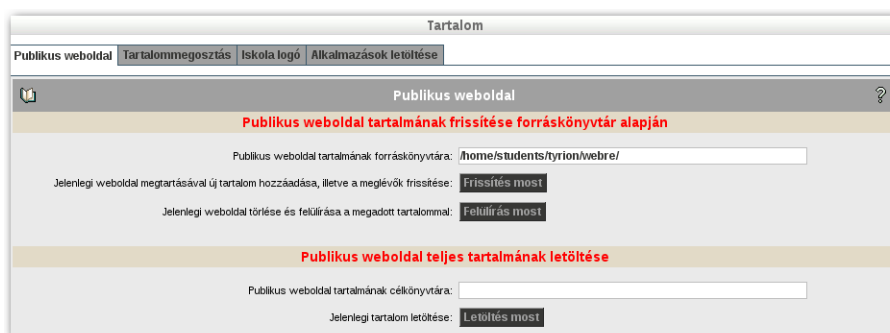 Tartalom
Publikus weboldal Tartalommegosztás Iskola logó Alkalmazások letöltése
Publikus weboldal ?
Publikus weboldal tartalmának frissítése forráskönyvtár alapján
Publikus weboldal tartalmának forráskönyvtára: /home/students/tyrion/webre/
Jelenlegi weboldal megtartásával új tartalom hozzáadása, illetve a meglévők frissítése: Frissítés most
Jelenlegi weboldal törlése és felülírása a megadott tartalommal: Felülírás most
Publikus weboldal teljes tartalmának letöltése
Publikus weboldal tartalmának célkönyvtára:
Jelenlegi tartalom letöltése: Letöltés most